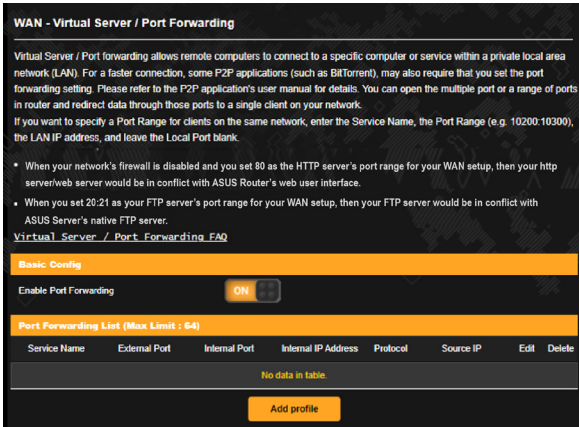 WAN - Virtual Server / Port Forwarding
Virtual Server / Port forwarding allows remote computers to connect to a specific computer or service within a private local area
network (LAN). For a faster connection, some P2P applications (such as BitTorrent), may also require that you set the port
forwarding setting. Please refer to the P2P application's user manual for details. You can open the multiple port or a range of ports
in router and redirect data through those ports to a single client on your network.
If you want to specify a Port Range for clients on the same network, enter the Service Name, the Port Range (e.g. 10200:10300),
the LAN IP address, and leave the Local Port blank.
• When your network's firewall is disabled and you set 80 as the HTTP server's port range for your WAN setup, then your http
server/web server would be in conflict with ASUS Router's web user interface.
• When you set 20:21 as your FTP server's port range for your WAN setup, then your FTP server would be in conflict with
ASUS Server's native FTP server.
Virtual Server / Port Forwarding FAQ
Basic Config
Enable Port Forwarding ON
Port Forwarding List (Max Limit : 64)
Service Name External Port Internal Port Internal IP Address Protocol Source IP Edit Delete
No data in table.
Add profile